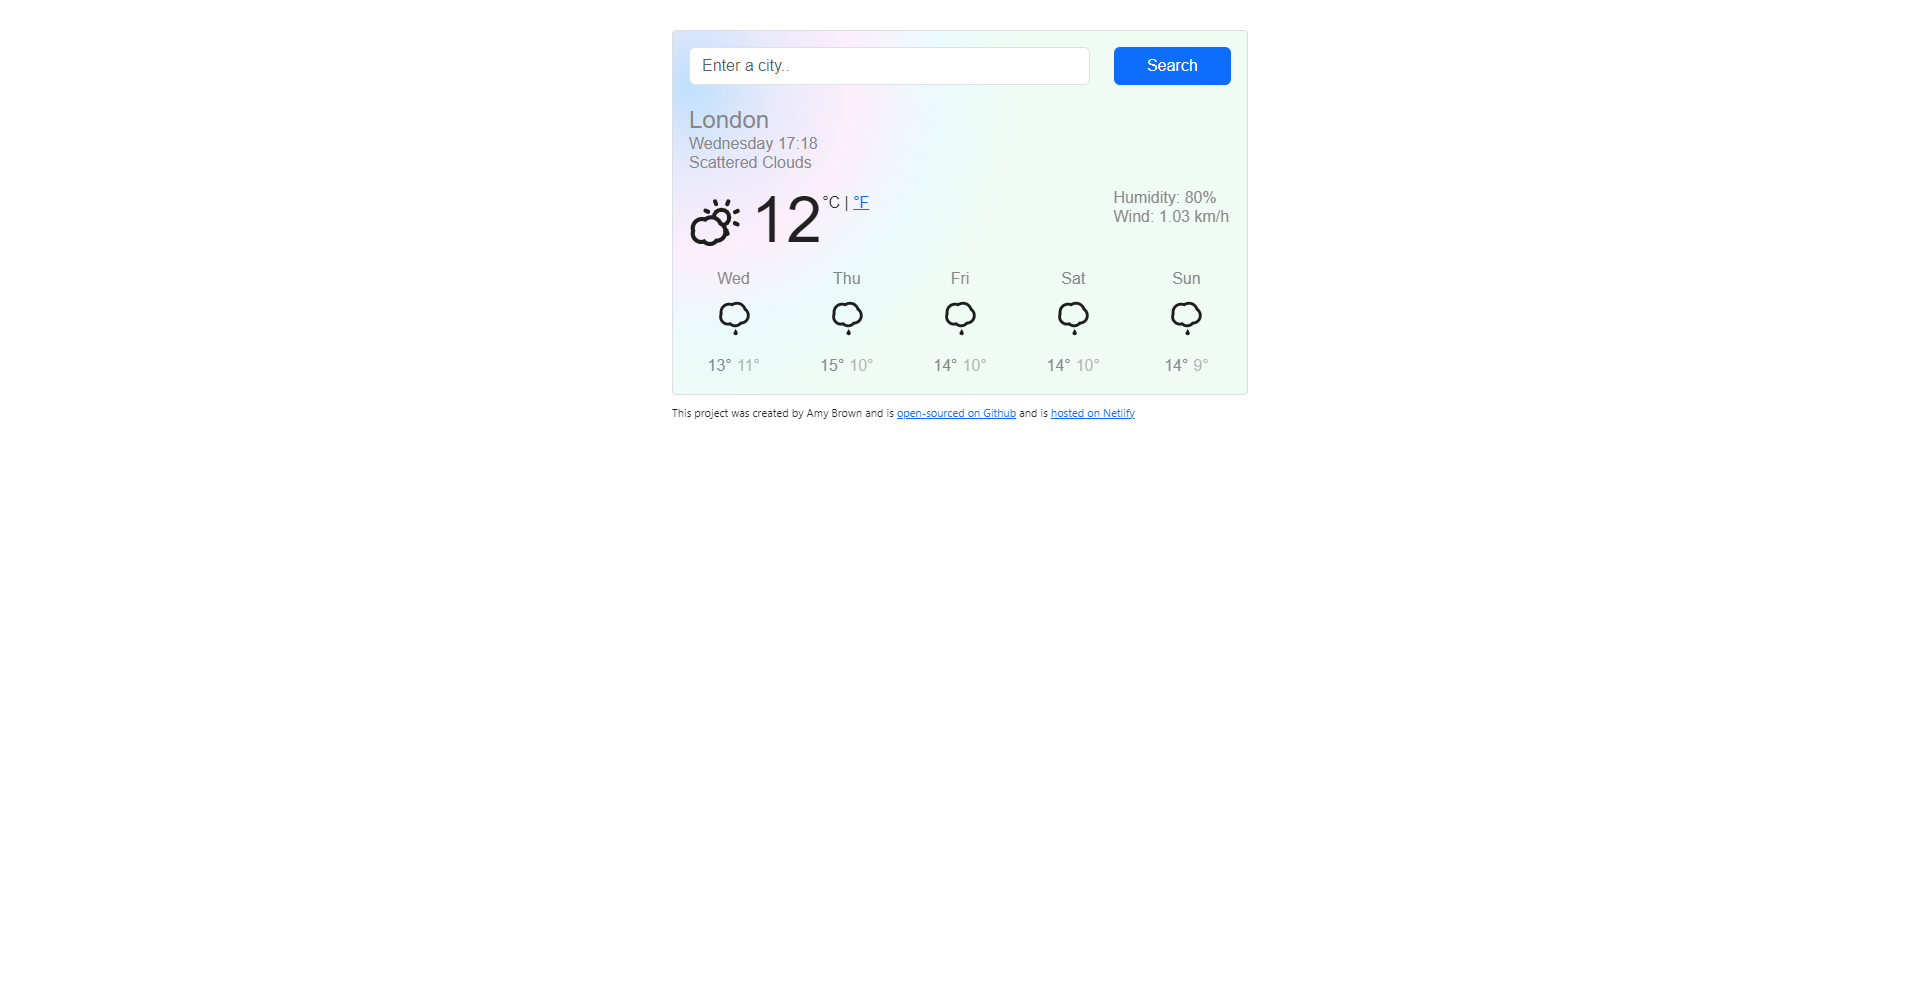 Enter a city..
Search
London
Wednesday 17:18
Scattered Clouds
12 °C | °F
Humidity: 80%
Wind: 1.03 km/h
Wed Thu Fri Sat Sun
13° 11° 15° 10° 14° 10° 14° 10° 14° 9°
This project was created by Amy Brown and is open-sourced on Github and is hosted on Netlify